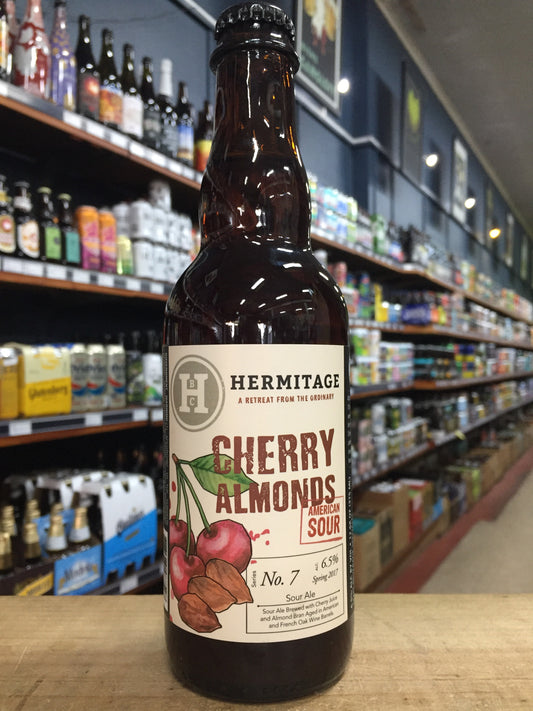 H
B
C
HERMITAGE
A RETREAT FROM THE ORDINARY
CHERRY
ALMONDS
AMERICAN
SOUR
Series No. 7
6.5%
Spring 2017
Sour Ale
Sour Ale Brewed with Cherry Juice
and Almond Bran Aged in American
and French Oak Wine Barrels.